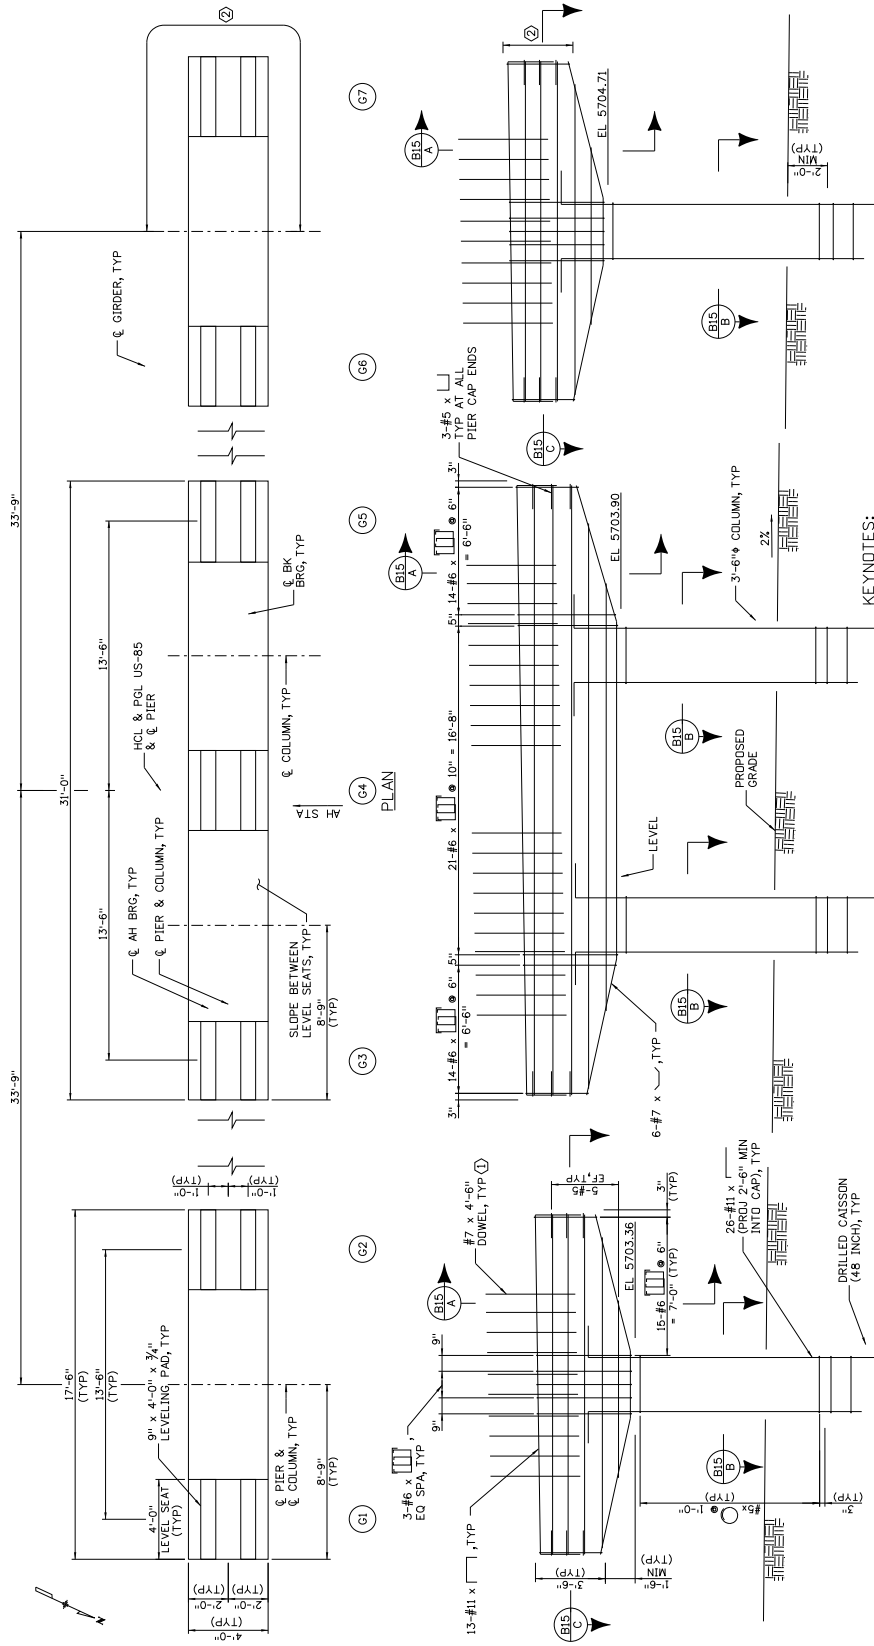 33'-9"
33'-9"
17'-6"
(TYP)
13'-6"
(TYP)
9" x 4'-0" x ¾"
LEVELING PAD, TYP
4'-0"
LEVEL SEAT
(TYP)
℄ PIER &
℄ COLUMN, TYP
8'-9"
(TYP)
2'-0"
(TYP)
2'-0"
(TYP)
4'-0"
(TYP)
N
1'-0"
(TYP)
1'-0"
(TYP)
31'-0"
13'-6"
13'-6"
℄ AH BRG, TYP
℄ PIER & COLUMN, TYP
HCL & PGL US-85
& ℄ PIER
SLOPE BETWEEN
LEVEL SEATS, TYP
8'-9"
(TYP)
℄ COLUMN, TYP
℄ BK
BRG, TYP
AH STA
℄ GIRDER, TYP
2
G1
G2
G3
G4
G5
G6
G7
PLAN
3-#6 x ,
EQ SPA, TYP
9"
9"
B15
A
#7 x 4'-6"
DOWEL, TYP 1
13-#11 x , TYP
5-#5
EF, TYP
3'-6"
(TYP)
1'-6"
MIN
(TYP)
B15
C
EL 5703.36
15-#6 @ 6"
= 7'-0" (TYP)
3"
(TYP)
B15
B
#5x @ 1'-0"
(TYP)
3"
(TYP)
26-#11 x
(PROJ 2'-6" MIN
INTO CAP), TYP
DRILLED CAISSON
(48 INCH), TYP
3"
14-#6 x @ 6"
= 6'-6"
5"
21-#6 x @ 10" = 16'-8"
5"
14-#6 x @ 6"
= 6'-6"
3"
B15
A
3-#5 x
TYP AT ALL
PIER CAP ENDS
6-#7 x , TYP
LEVEL
EL 5703.90
B15
B
B15
B
PROPOSED
GRADE
3'-6"ϕ COLUMN, TYP
2%
B15
C
B15
A
2
EL 5704.71
B15
B
2'-0"
MIN
(TYP)
KEYNOTES: